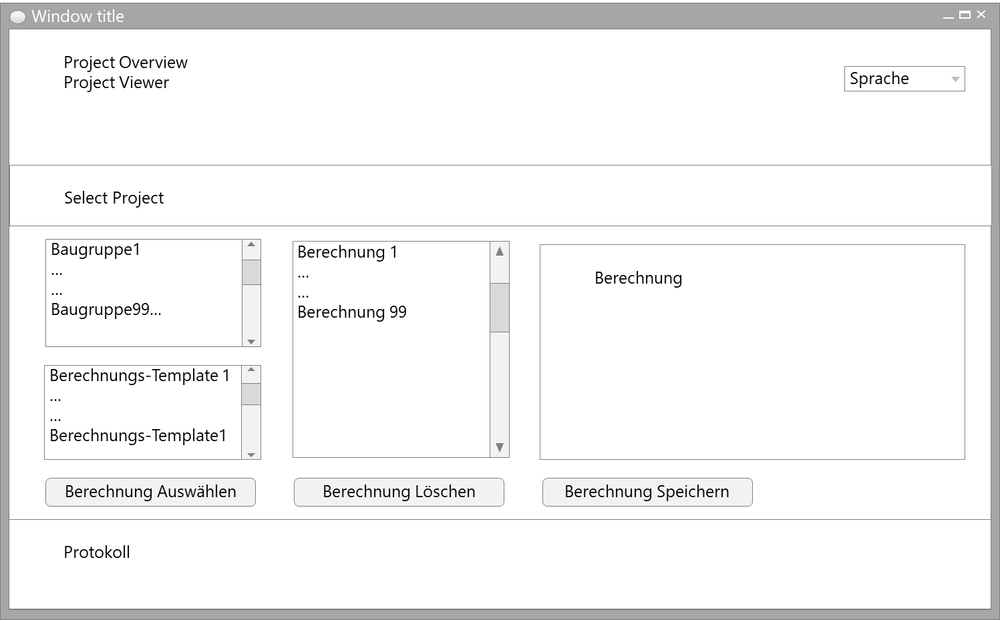 Window title
Project Overview
Project Viewer
Sprache
Select Project
Baugruppe1
...
...
Baugruppe99...
Berechnungs-Template 1
...
...
Berechnungs-Template1
Berechnung 1
...
...
Berechnung 99
Berechnung
Berechnung Auswählen
Berechnung Löschen
Berechnung Speichern
Protokoll